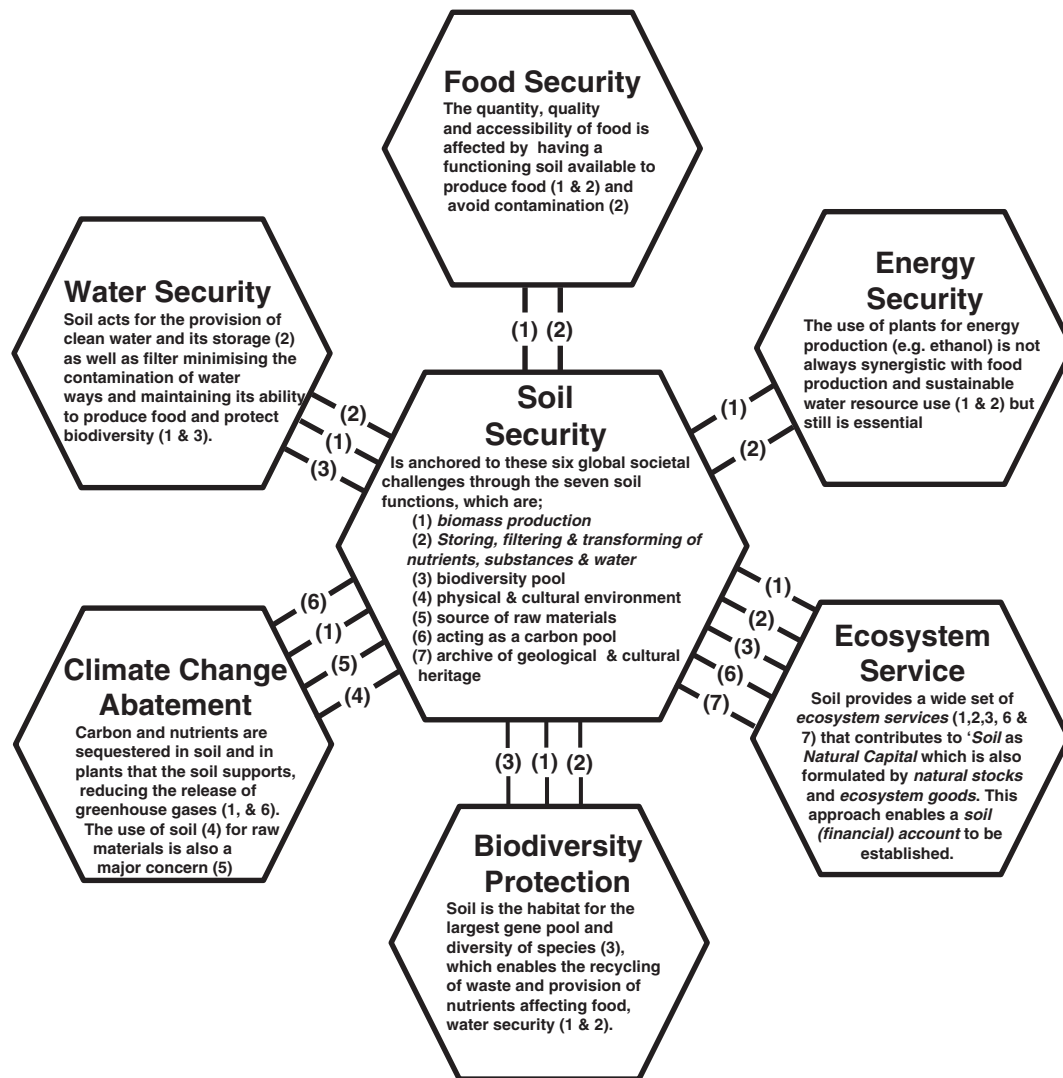 Food Security
The quantity, quality
and accessibility of food is
affected by having a
functioning soil available to
produce food (1 & 2) and
avoid contamination (2)
Water Security
Soil acts for the provision of
clean water and its storage (2)
as well as filter minimising the
contamination of water
ways and maintaining its ability
to produce food and protect
biodiversity (1 & 3).
Energy
Security
The use of plants for energy
production (e.g. ethanol) is not
always synergistic with food
production and sustainable
water resource use (1 & 2) but
still is essential
(1) (2)
(2)
(1)
(3)
(1)
(2)
Soil
Security
Is anchored to these six global societal
challenges through the seven soil
functions, which are;
(1) biomass production
(2) Storing, filtering & transforming of
nutrients, substances & water
(3) biodiversity pool
(4) physical & cultural environment
(5) source of raw materials
(6) acting as a carbon pool
(7) archive of geological & cultural
heritage
(6)
(1)
(5)
(4)
(1)
(2)
(3)
(6)
(7)
Climate Change
Abatement
Carbon and nutrients are
sequestered in soil and in
plants that the soil supports,
reducing the release of
greenhouse gases (1, & 6).
The use of soil (4) for raw
materials is also a
major concern (5)
Ecosystem
Service
Soil provides a wide set of
ecosystem services (1,2,3, 6 &
7) that contributes to ‘Soil as
Natural Capital which is also
formulated by natural stocks
and ecosystem goods. This
approach enables a soil
(financial) account to be
established.
(3) (1) (2)
Biodiversity
Protection
Soil is the habitat for the
largest gene pool and
diversity of species (3),
which enables the recycling
of waste and provision of
nutrients affecting food,
water security (1 & 2).